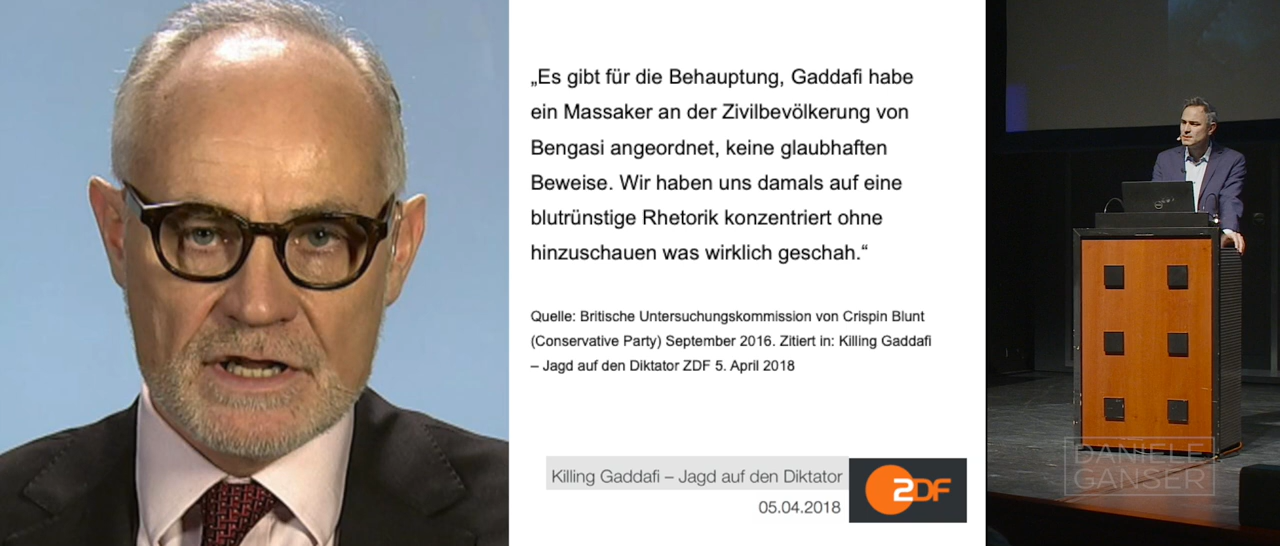 „Es gibt für die Behauptung, Gaddafi habe
ein Massaker an der Zivilbevölkerung von
Bengasi angeordnet, keine glaubhaften
Beweise. Wir haben uns damals auf eine
blutrünstige Rhetorik konzentriert ohne
hinzuschauen was wirklich geschah.“
Quelle: Britische Untersuchungskommission von Crispin Blunt
(Conservative Party) September 2016. Zitiert in: Killing Gaddafi
– Jagd auf den Diktator ZDF 5. April 2018
Killing Gaddafi – Jagd auf den Diktator
05.04.2018
ZDF
DANIELE
GANSER